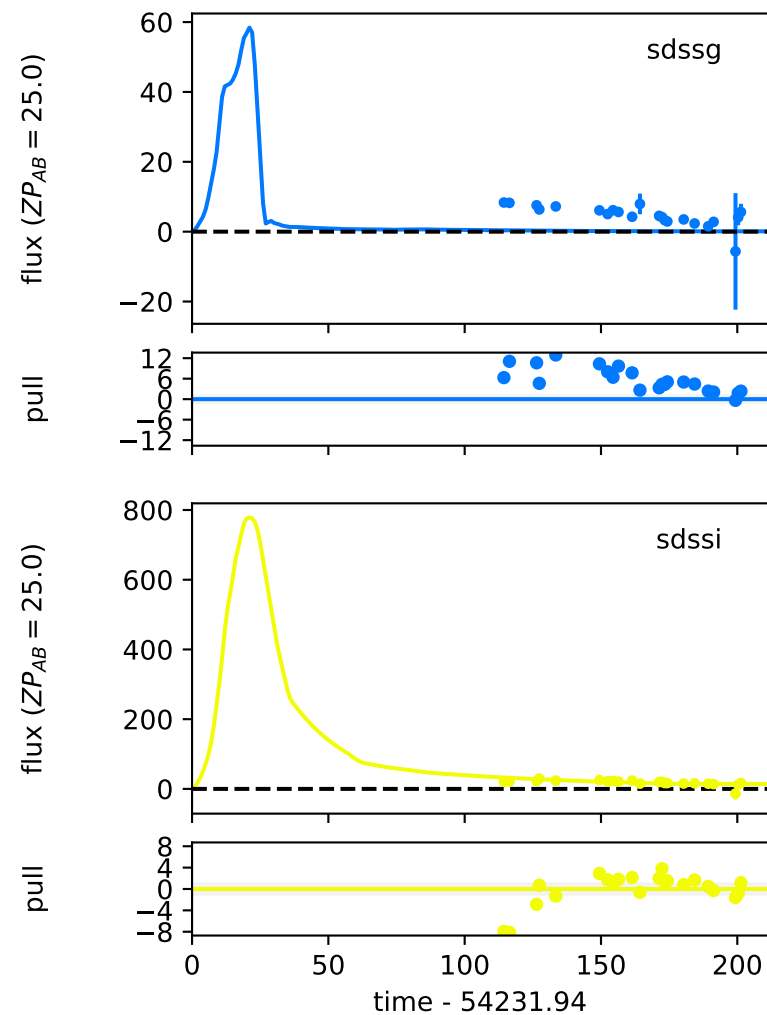 60
40
20
0
−20
flux (ZP_AB = 25.0)
sdssg
12
6
0
−6
−12
pull
800
600
400
200
0
flux (ZP_AB = 25.0)
sdssi
8
4
0
−4
−8
pull
0 50 100 150 200
time - 54231.94